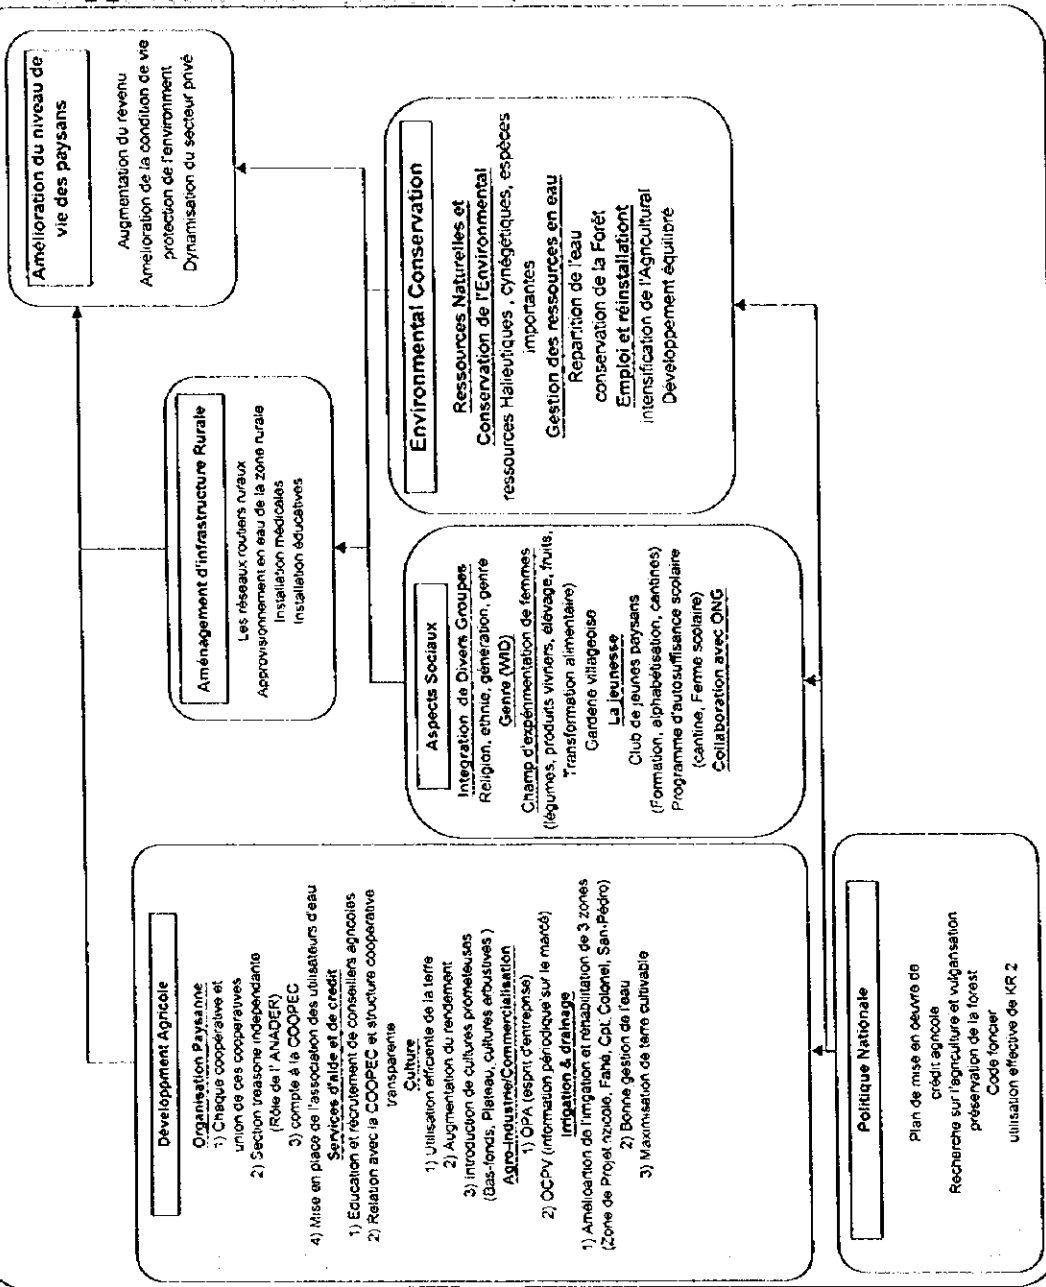 Amélioration du niveau de
vie des paysans
Augmentation du revenu
Amélioration de la condition de vie
protection de l'environment
Dynamisation du secteur privé
Aménagement d'infrastructure Rurale
Les réseaux routiers ruraux
Approvisionnement en eau de la zone rurale
Installation médicales
Installation éducatives
Environmental Conservation
Ressources Naturelles et
Conservation de l'Environmental
ressources Halieutiques , cynégétiques, espèces
importantes
Gestion des ressources en eau
Repartition de l'eau
conservation de la Forêt
Emploi et réinstallationt
intensification de l'Agricultural
Développement équilibré
Aspects Sociaux
Integration de Divers Groupes
Religion, ethnie, géneration, genre
Genre (WID)
Champ d'expérimentation de femmes
(légumes, produits vivriers, élevage, fruits,
Transformation alimentaire)
Garderie villageoise
La jeunesse
Club de jeunes paysans
(Formation, alphabétisation, cantines)
Programme d'autosuffisance scolaire
(cantine, Ferme scolaire)
Collaboration avec ONG
Développment Agricole
Organisation Paysanne
1) Chaque coopérative et
union de ces cooperatives
2) Section treasone independante
(Rôle de l' ANADER)
3) compte à la COOPEC
4) Mise en place de l'association des utilisateurs d'eau
Services d'aide et de credit
1) Education et récrutement de conseillers agricoles
2) Relation avec la COOPEC et structure cooperative
transparente
Culture
1) Utilisation efficiente de la terre
2) Augmentation du rendement
3) Introduction de cultures prometeuses
(Bas-fonds, Plateau, cultures arbustives )
Agro-Industrie/Commercialisation
1) OPA (esprit d'entreprise)
2) OCPV (information périodique sur le marcé)
Irrigation & drainage
1) Amélioartion de l'imgation et réhabilitation de 3 zones
(Zone de Projet nzicole, Fahé, Cpt. Colonel, San-Pédro)
2) Bonne gestion de l'eau
3) Maximisation de terre cultivable
Politique Nationale
Plan de mise en oeuvre de
crédit agricole
Recherche sur l'agriculture et vulgarisation
préservation de la forest
Code foncier
utilisation effective de KR 2